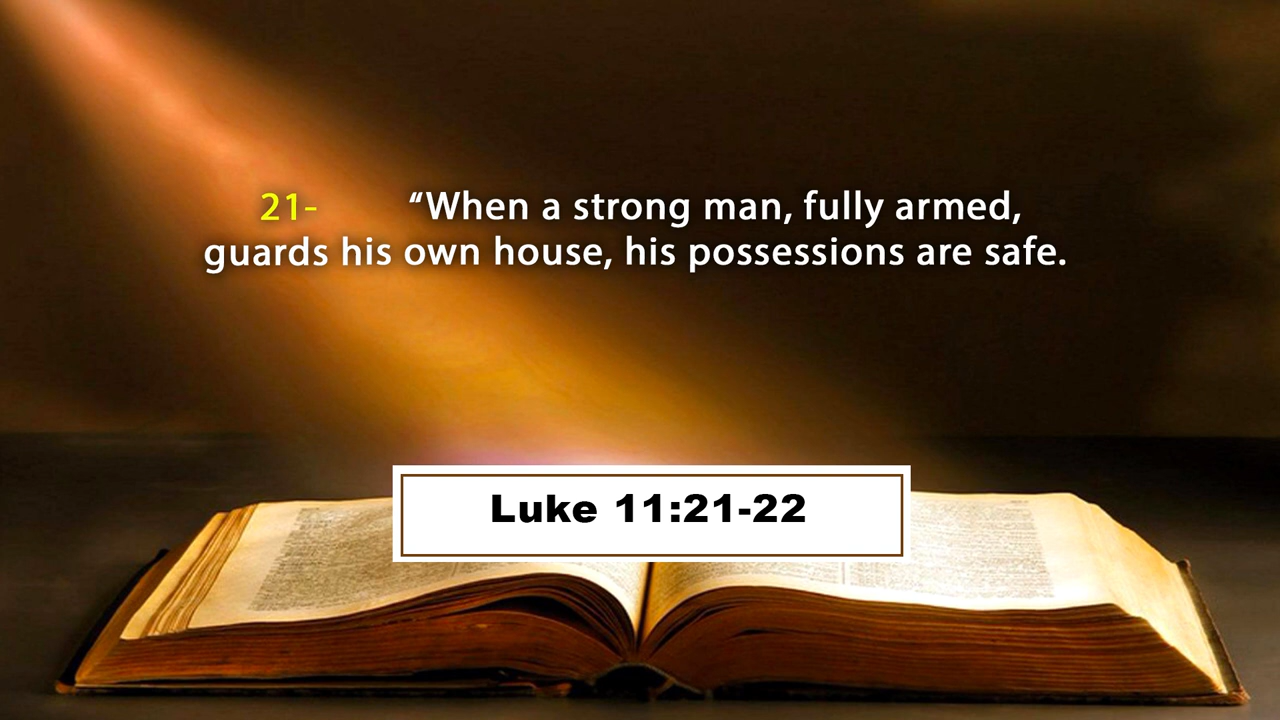 21- “When a strong man, fully armed,
guards his own house, his possessions are safe.
Luke 11:21-22